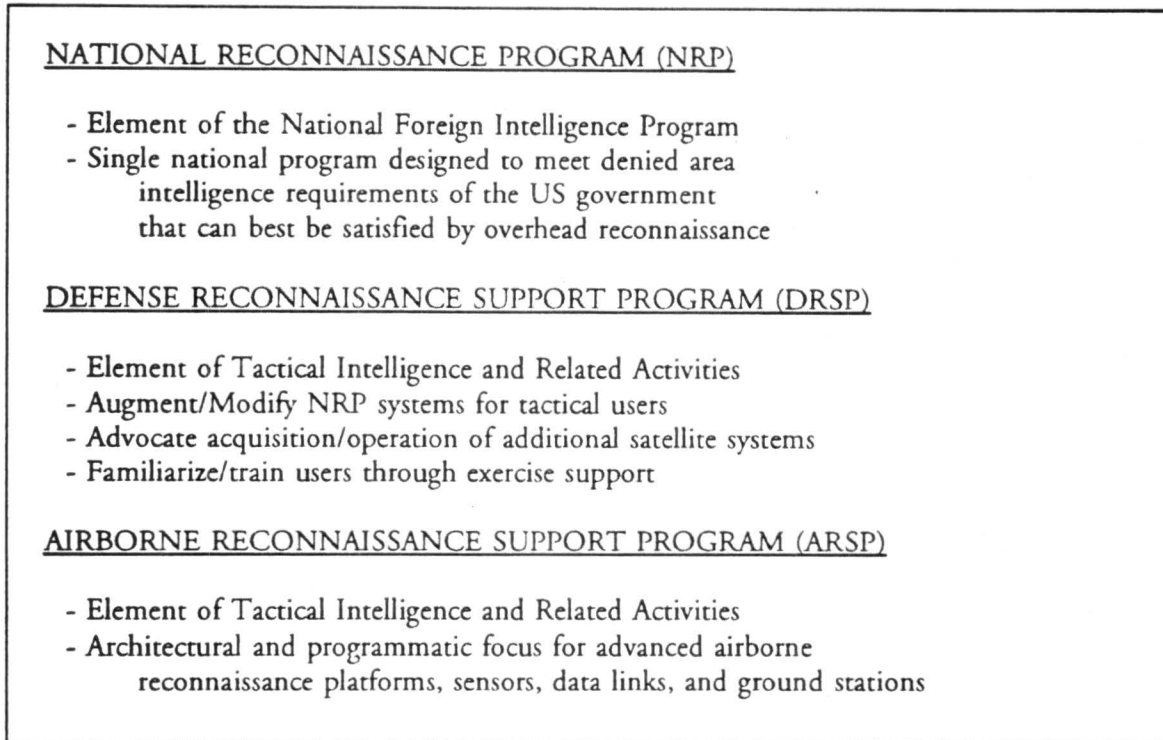 NATIONAL RECONNAISSANCE PROGRAM (NRP)
- Element of the National Foreign Intelligence Program
- Single national program designed to meet denied area
intelligence requirements of the US government
that can best be satisfied by overhead reconnaissance
DEFENSE RECONNAISSANCE SUPPORT PROGRAM (DRSP)
- Element of Tactical Intelligence and Related Activities
- Augment/Modify NRP systems for tactical users
- Advocate acquisition/operation of additional satellite systems
- Familiarize/train users through exercise support
AIRBORNE RECONNAISSANCE SUPPORT PROGRAM (ARSP)
- Element of Tactical Intelligence and Related Activities
- Architectural and programmatic focus for advanced airborne
reconnaissance platforms, sensors, data links, and ground stations